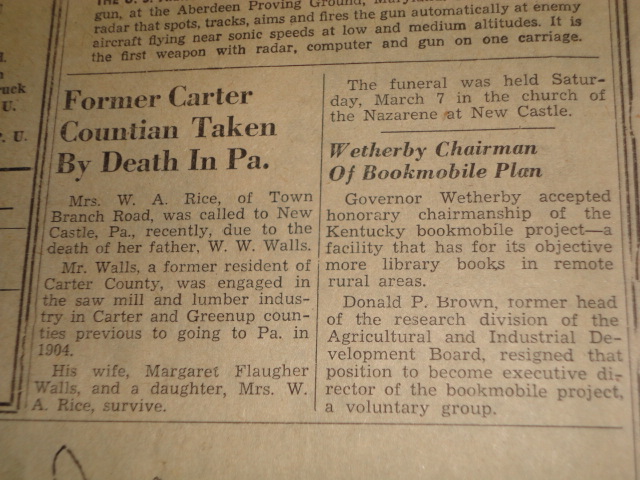 THE U. S.
gun, at the Aberdeen Proving Ground,
radar that spots, tracks, aims and fires the gun automatically at enemy
aircraft flying near sonic speeds at low and medium altitudes. It is
the first weapon with radar, computer and gun on one carriage.
ruck
U.
U.
Former Carter
Countian Taken
By Death In Pa.
Mrs. W. A. Rice, of Town
Branch Road, was called to New
Castle, Pa., recently, due to the
death of her father, W. W. Walls.
Mr. Walls, a former resident of
Carter County, was engaged in
the saw mill and lumber indus-
try in Carter and Greenup coun-
ties previous to going to Pa. in
1904.
His wife, Margaret Flaugher
Walls, and a daughter, Mrs. W.
A. Rice, survive.
The funeral was held Satur-
day, March 7 in the church of
the Nazarene at New Castle.
Wetherby Chairman
Of Bookmobile Plan
Governor Wetherby accepted
honorary chairmanship of the
Kentucky bookmobile project—a
facility that has for its objective
more library books in remote
rural areas.
Donald P. Brown, former head
of the research division of the
Agricultural and Industrial De-
velopment Board, resigned that
position to become executive di-
rector of the bookmobile project,
a voluntary group.